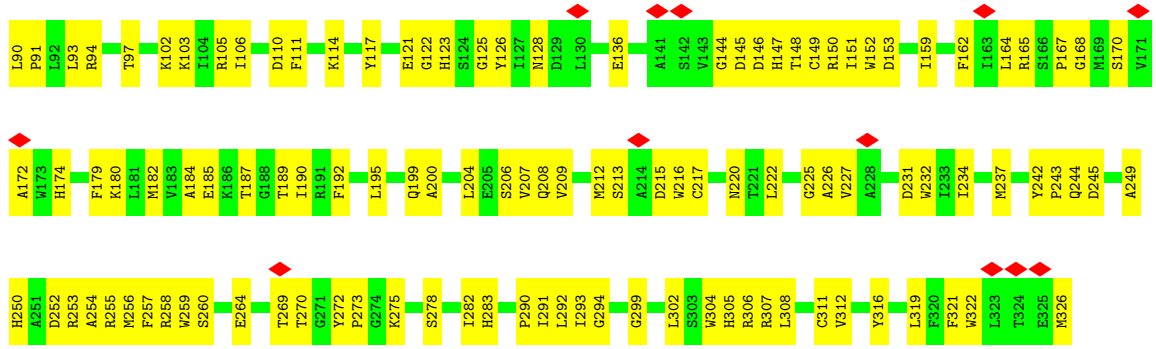 L90 P91 L92 L93 R94 T97 K102 K103 I104 R105 I106 D110 F111 K114 Y117 E121 G122 H123 S124 G125 Y126 I127 N128 D129 L130 E136 A141 S142 V143 G144 D145 D146 H147 T148 C149 R150 I151 W152 D153 I159 F162 I163 L164 R165 S166 P167 G168 M169 S170 V171
A172 W173 H174 F179 K180 L181 M182 V183 A184 E185 K186 T187 G188 T189 I190 R191 F192 L195 Q199 A200 L204 E205 S206 V207 Q208 V209 M212 S213 A214 D215 W216 C217 N220 T221 L222 G225 A226 V227 A228 D231 W232 I233 I234 M237 Y242 P243 Q244 D245 A249
H250 A251 D252 R253 A254 R255 M256 F257 R258 W259 S260 E264 T269 T270 G271 Y272 P273 G274 K275 S278 I282 H283 P290 I291 L292 I293 G294 G299 L302 S303 W304 H305 R306 R307 L308 C311 V312 Y316 L319 F320 F321 W322 L323 T324 E325 M326